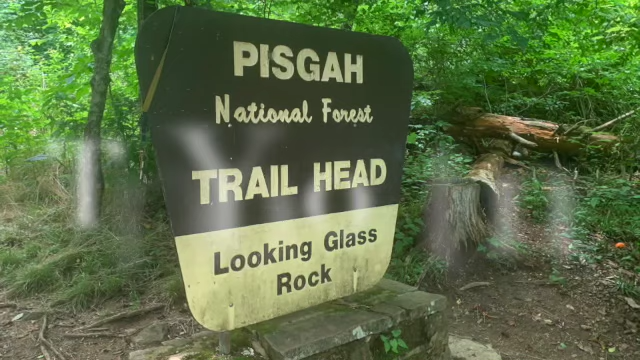 PISGAH
National Forest
TRAIL HEAD
Looking Glass
Rock